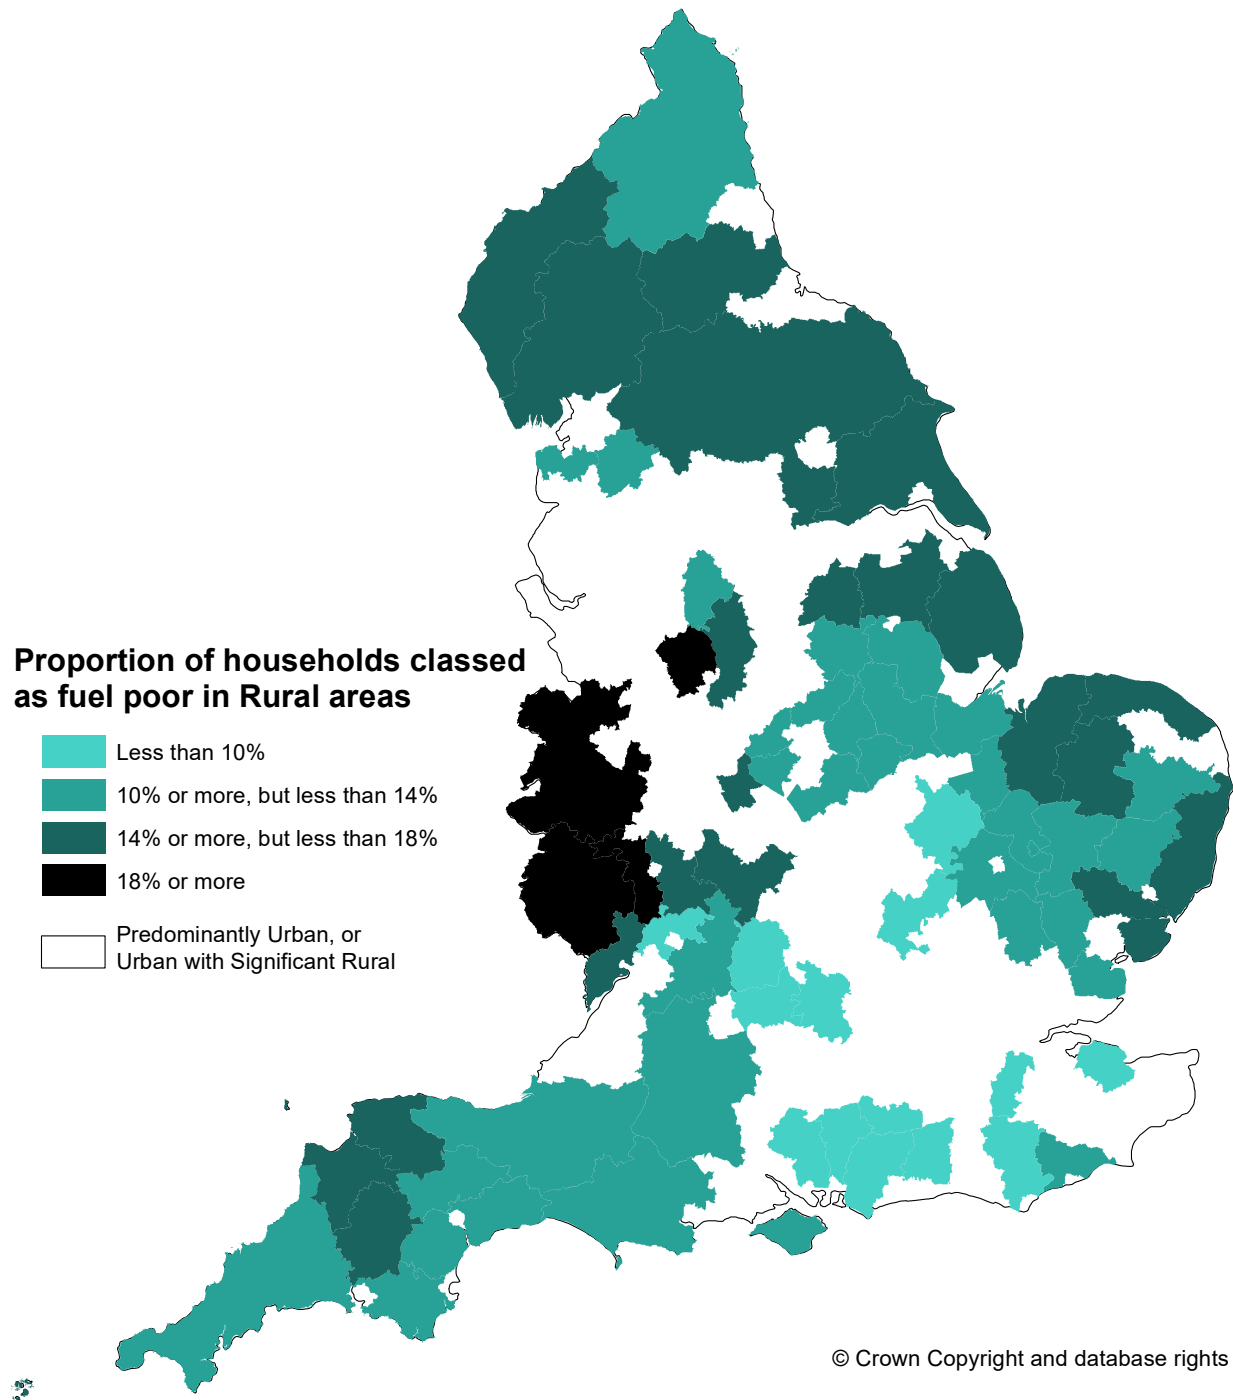 Proportion of households classed
as fuel poor in Rural areas
Less than 10%
10% or more, but less than 14%
14% or more, but less than 18%
18% or more
Predominantly Urban, or
Urban with Significant Rural
© Crown Copyright and database rights